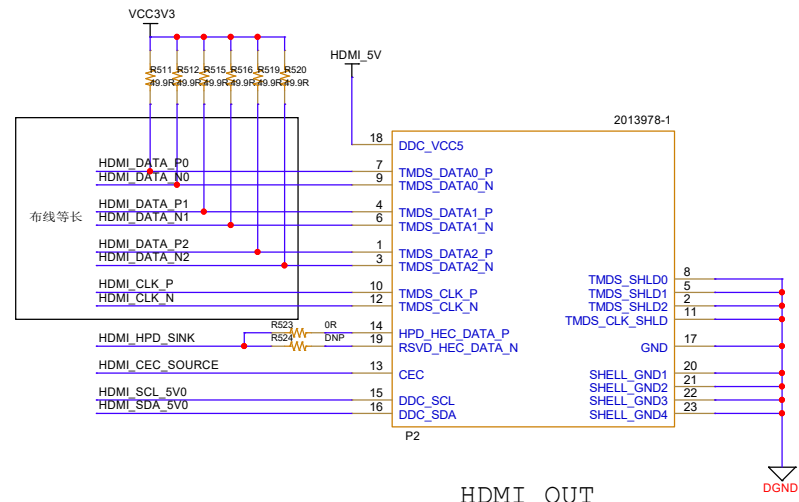 VCC3V3
HDMI_5V
R511 R512 R515 R516 R519 R520
49.9R 49.9R 49.9R 49.9R 49.9R 49.9R
2013978-1
18 DDC_VCC5
HDMI_DATA_P0 7 TMDS_DATA0_P
HDMI_DATA_N0 9 TMDS_DATA0_N
HDMI_DATA_P1 4 TMDS_DATA1_P
布线等长
HDMI_DATA_N1 6 TMDS_DATA1_N
HDMI_DATA_P2 1 TMDS_DATA2_P
HDMI_DATA_N2 3 TMDS_DATA2_N
TMDS_SHLD0 8
HDMI_CLK_P 10 TMDS_CLK_P TMDS_SHLD1 5
HDMI_CLK_N 12 TMDS_CLK_N TMDS_SHLD2 2
TMDS_CLK_SHLD 11
R523 0R 14 HPD_HEC_DATA_P
HDMI_HPD_SINK R524 DNP 19 RSVD_HEC_DATA_N GND 17
HDMI_CEC_SOURCE 13 CEC SHELL_GND1 20
SHELL_GND2 21
HDMI_SCL_5V0 15 DDC_SCL SHELL_GND3 22
HDMI_SDA_5V0 16 DDC_SDA SHELL_GND4 23
P2
HDMI OUT
DGND